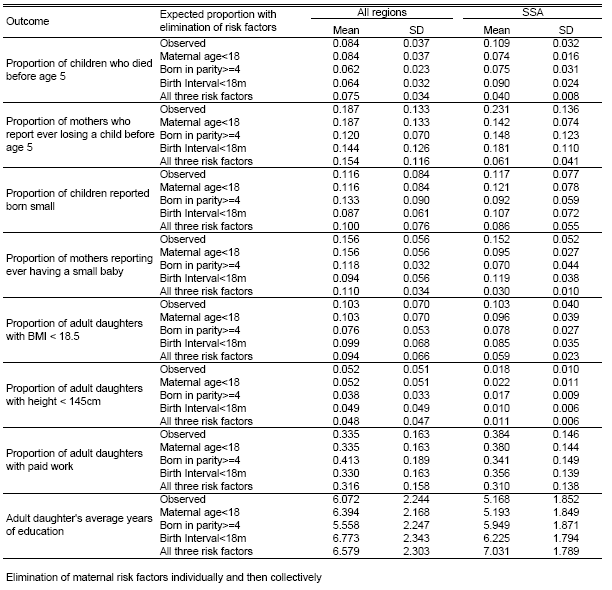 Outcome Expected proportion with elimination of risk factors All regions SSA
Mean SD Mean SD
Proportion of children who died before age 5
Observed 0.084 0.037 0.109 0.032
Maternal age<18 0.084 0.037 0.074 0.016
Born in parity>=4 0.062 0.023 0.075 0.031
Birth Interval<18m 0.064 0.032 0.090 0.024
All three risk factors 0.075 0.034 0.040 0.008
Proportion of mothers who report ever losing a child before age 5
Observed 0.187 0.133 0.231 0.136
Maternal age<18 0.187 0.133 0.142 0.074
Born in parity>=4 0.120 0.070 0.148 0.123
Birth Interval<18m 0.144 0.126 0.181 0.110
All three risk factors 0.154 0.116 0.061 0.041
Proportion of children reported born small
Observed 0.116 0.084 0.117 0.077
Maternal age<18 0.116 0.084 0.121 0.078
Born in parity>=4 0.133 0.090 0.092 0.059
Birth Interval<18m 0.087 0.061 0.107 0.072
All three risk factors 0.100 0.076 0.086 0.055
Proportion of mothers reporting ever having a small baby
Observed 0.156 0.056 0.152 0.052
Maternal age<18 0.156 0.056 0.095 0.027
Born in parity>=4 0.118 0.032 0.070 0.044
Birth Interval<18m 0.094 0.056 0.119 0.038
All three risk factors 0.110 0.034 0.030 0.010
Proportion of adult daughters with BMI < 18.5
Observed 0.103 0.070 0.103 0.040
Maternal age<18 0.103 0.070 0.096 0.039
Born in parity>=4 0.076 0.053 0.078 0.027
Birth Interval<18m 0.099 0.068 0.085 0.035
All three risk factors 0.094 0.066 0.059 0.023
Proportion of adult daughters with height < 145cm
Observed 0.052 0.051 0.018 0.010
Maternal age<18 0.052 0.051 0.022 0.011
Born in parity>=4 0.038 0.033 0.017 0.009
Birth Interval<18m 0.049 0.049 0.010 0.006
All three risk factors 0.048 0.047 0.011 0.006
Proportion of adult daughters with paid work
Observed 0.335 0.163 0.384 0.146
Maternal age<18 0.335 0.163 0.380 0.144
Born in parity>=4 0.413 0.189 0.341 0.149
Birth Interval<18m 0.330 0.163 0.356 0.139
All three risk factors 0.316 0.158 0.310 0.138
Adult daughter's average years of education
Observed 6.072 2.244 5.168 1.852
Maternal age<18 6.394 2.168 5.193 1.849
Born in parity>=4 5.558 2.247 5.949 1.871
Birth Interval<18m 6.773 2.343 6.225 1.794
All three risk factors 6.579 2.303 7.031 1.789
Elimination of maternal risk factors individually and then collectively